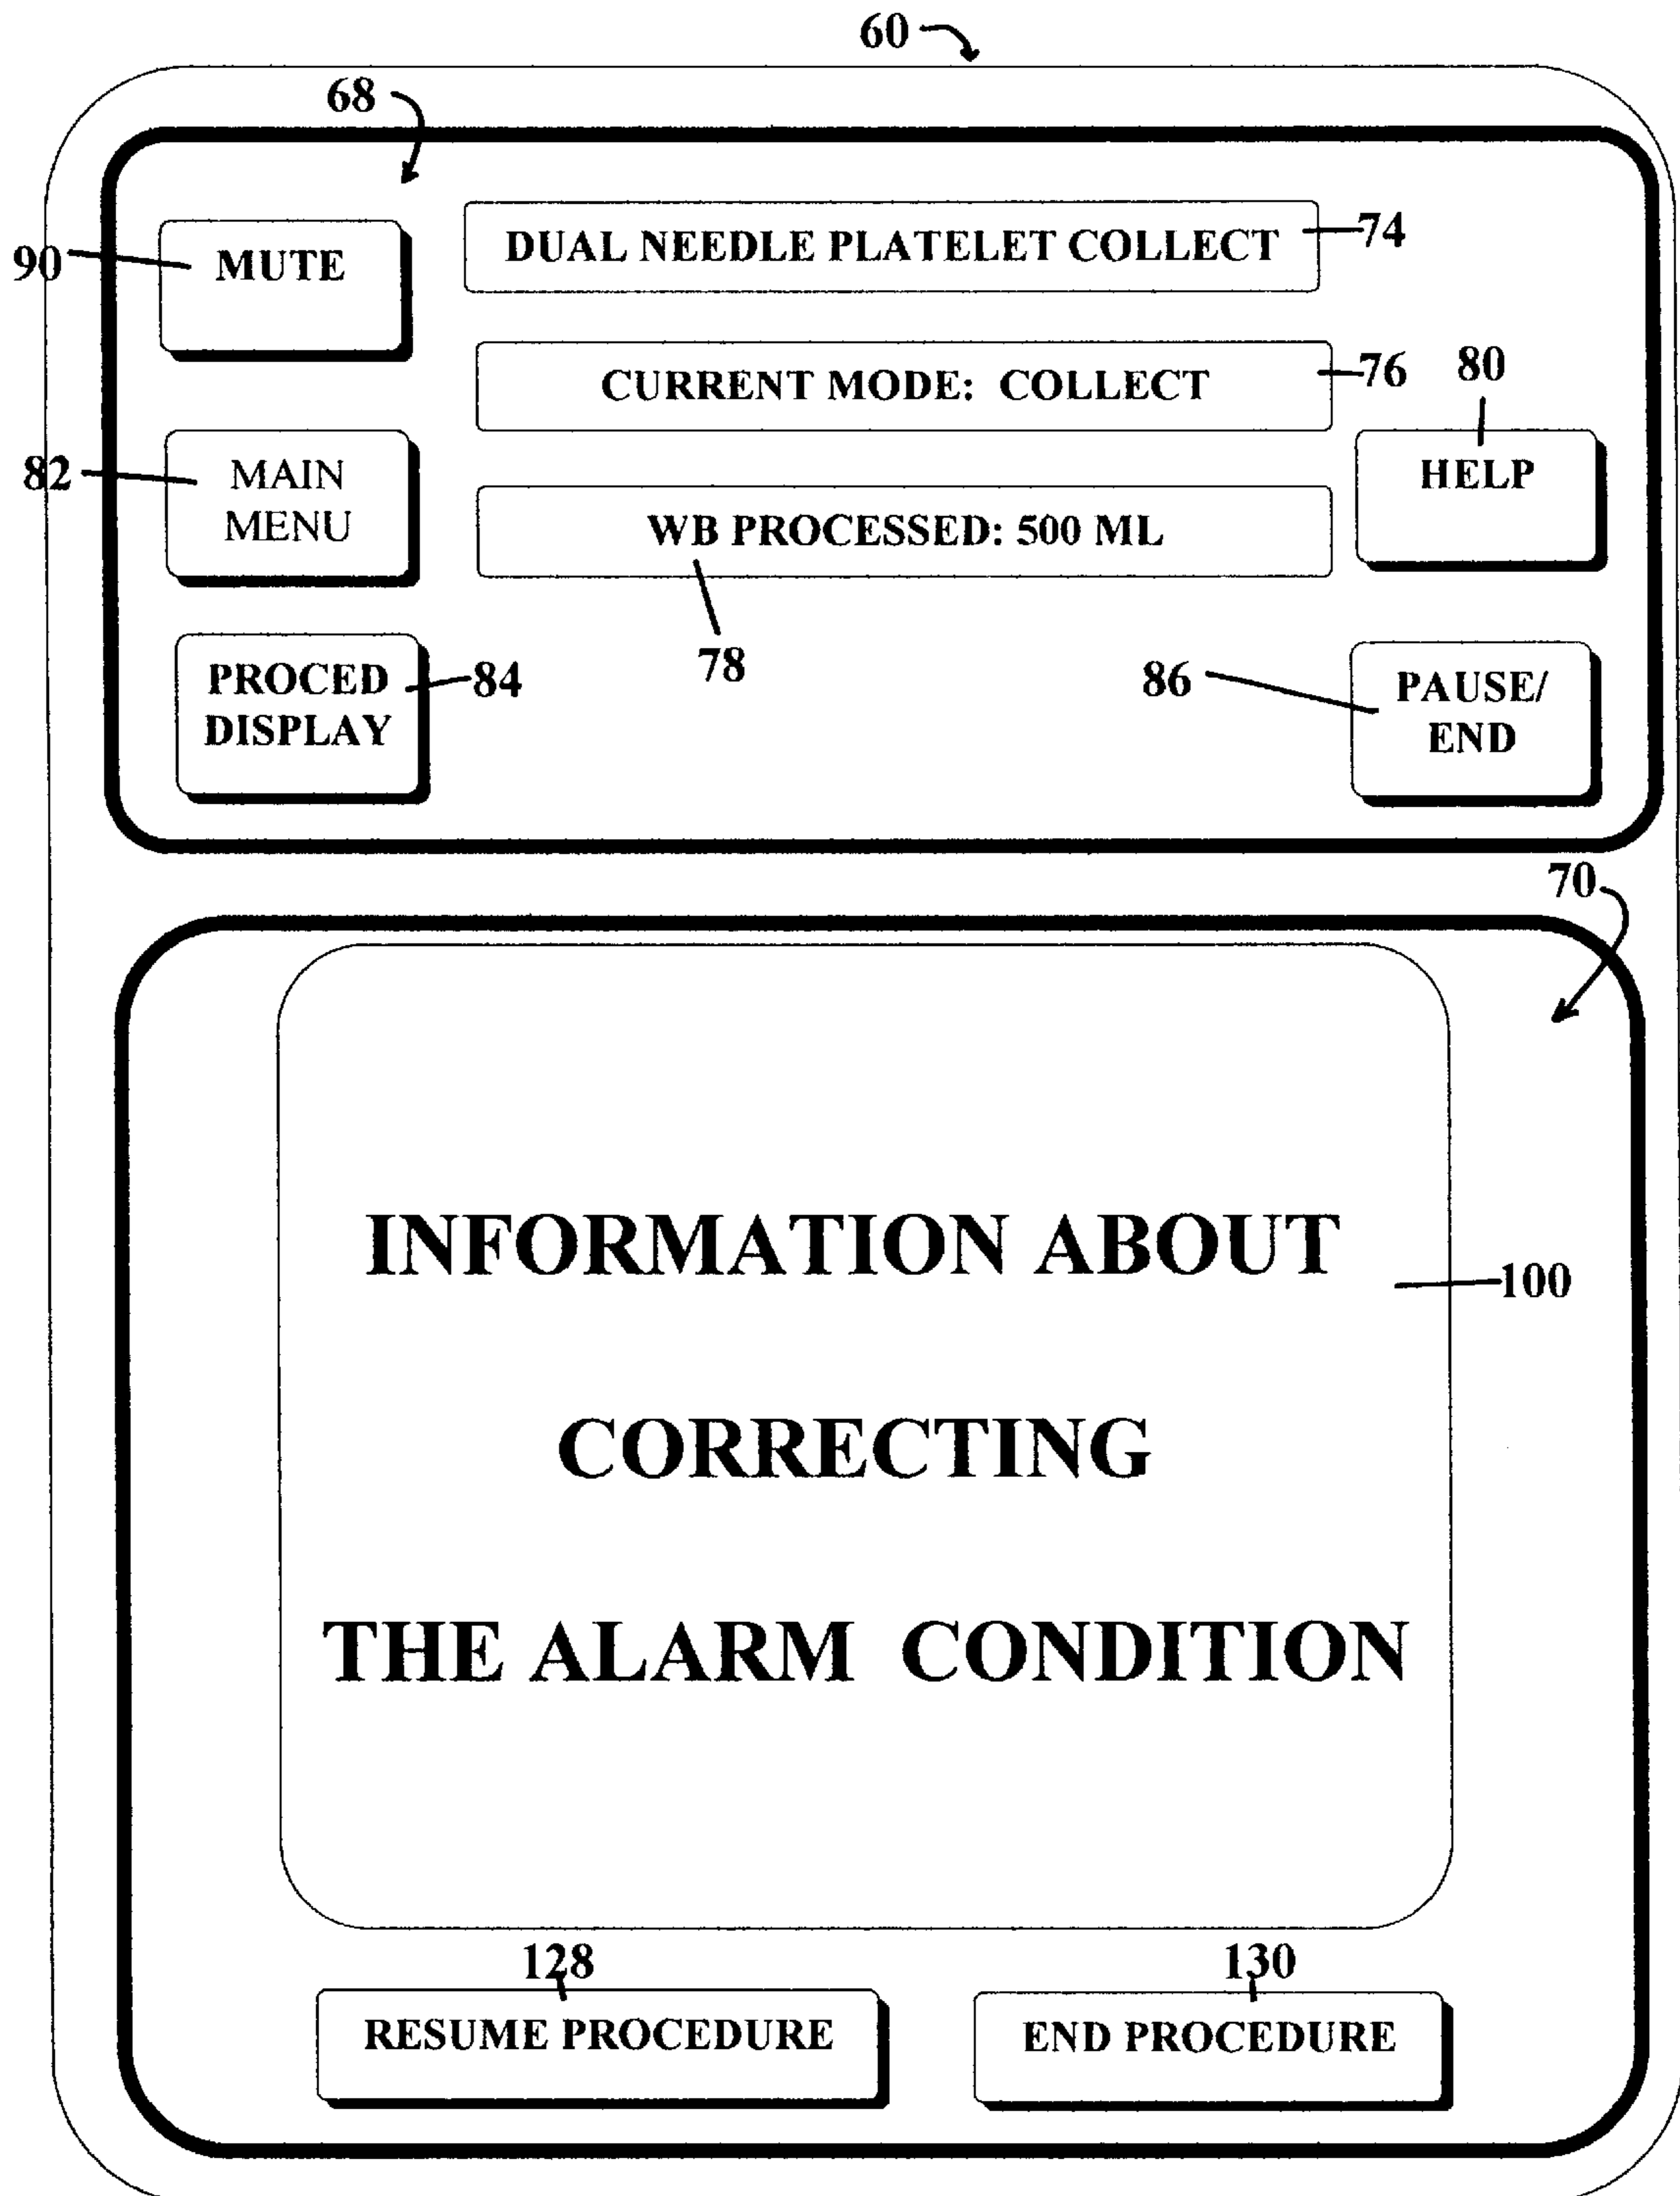 60
68
90
MUTE
DUAL NEEDLE PLATELET COLLECT
74
CURRENT MODE: COLLECT
76
80
82
MAIN
MENU
WB PROCESSED: 500 ML
HELP
78
PROCED
DISPLAY
84
86
PAUSE/
END
70
INFORMATION ABOUT
100
CORRECTING
THE ALARM CONDITION
128
130
RESUME PROCEDURE
END PROCEDURE